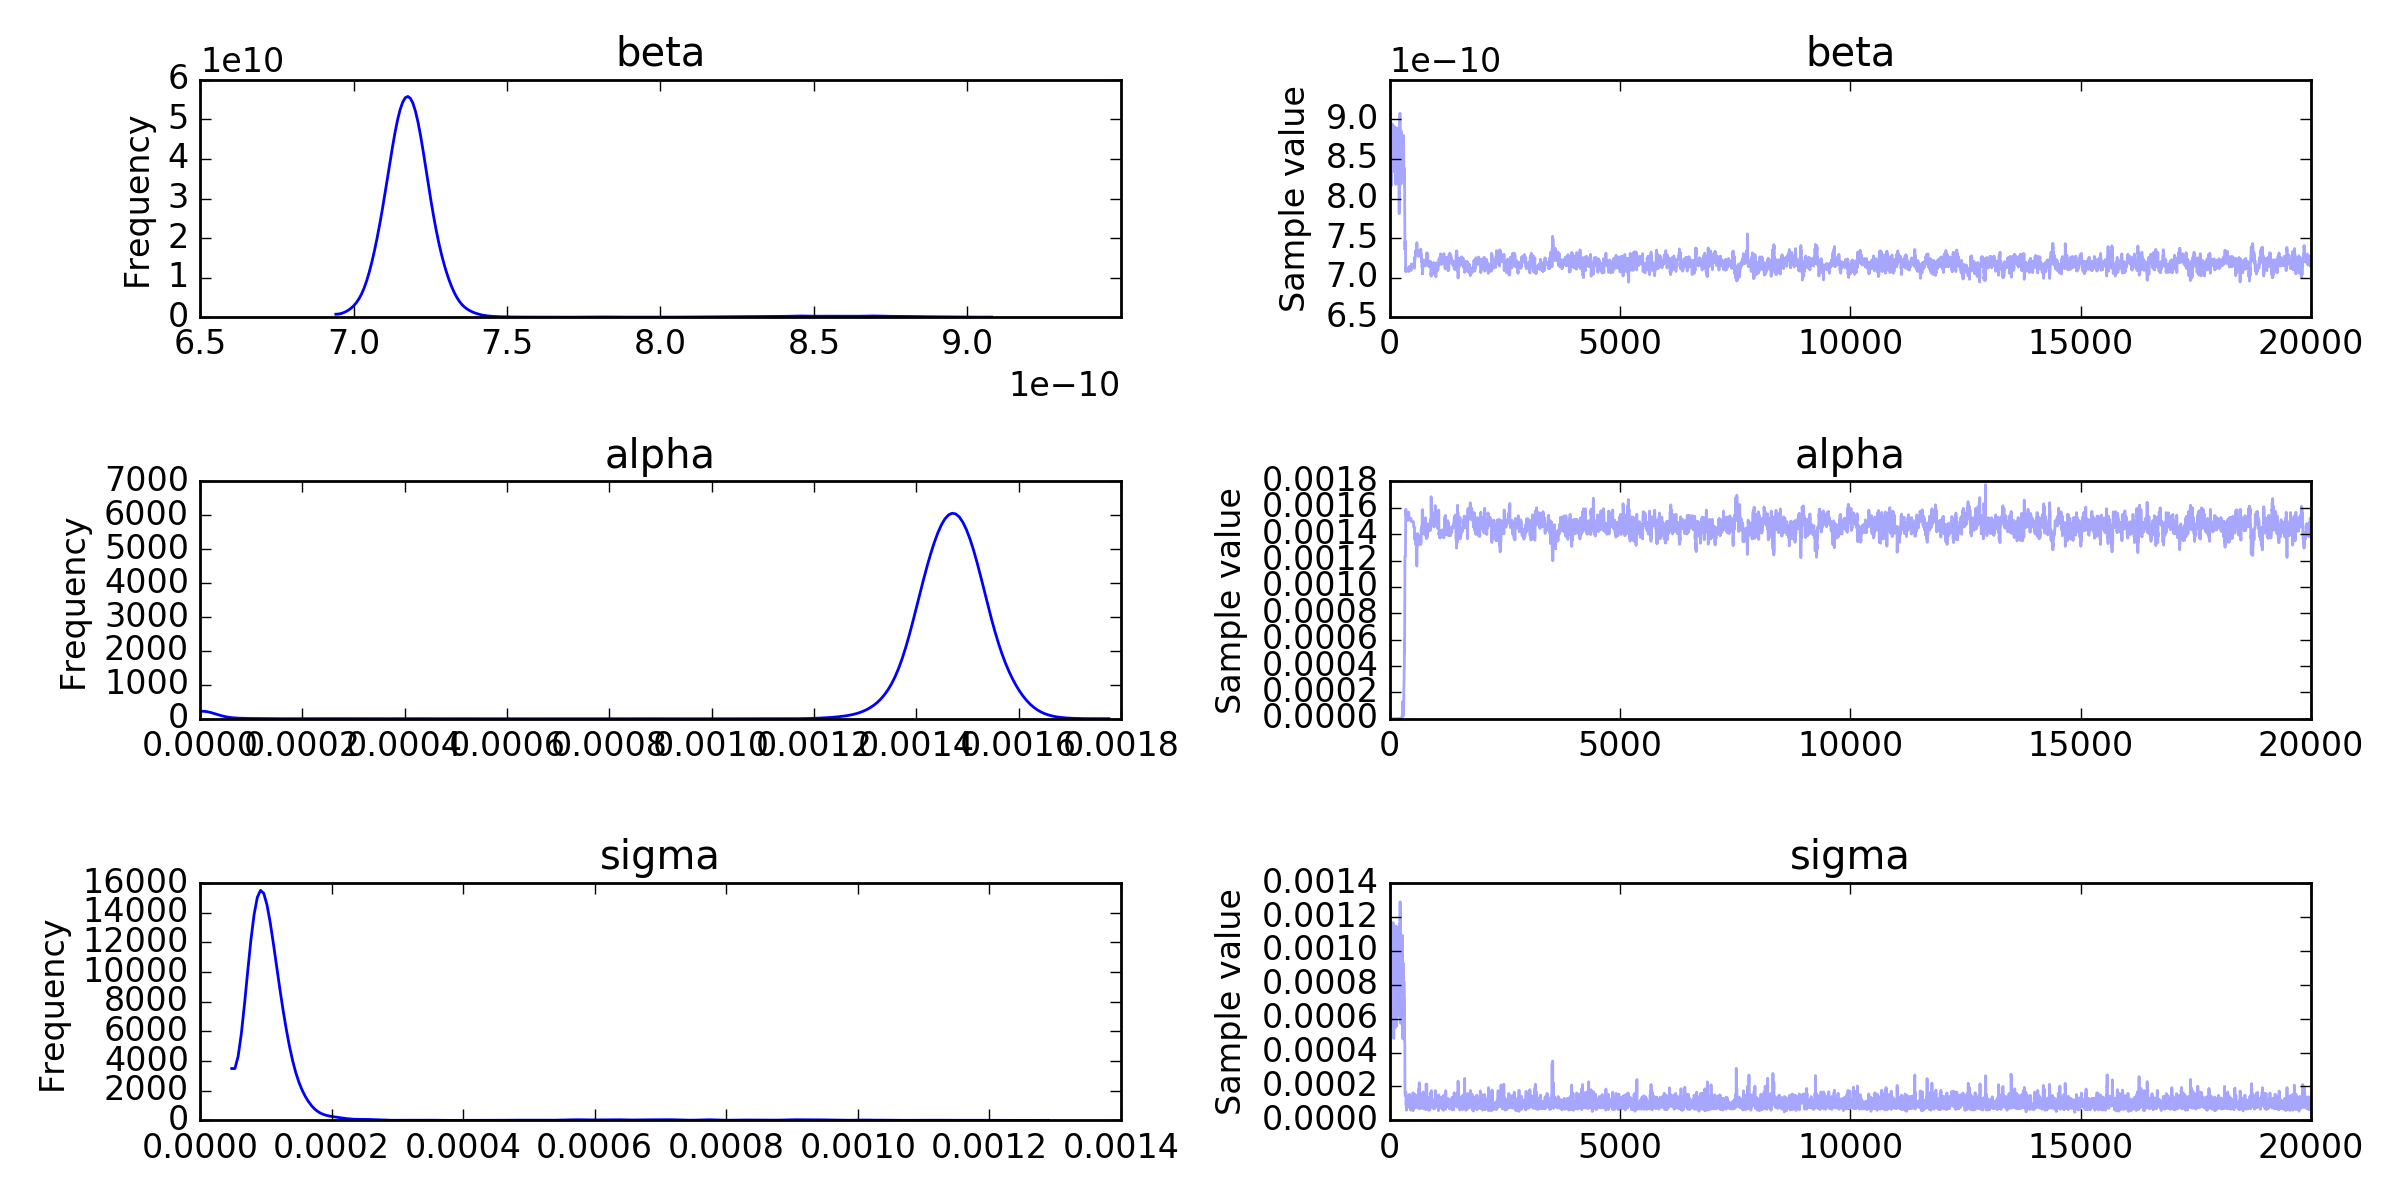 beta
1e10
6
5
4
3
2
1
0
Frequency
6.5 7.0 7.5 8.0 8.5 9.0
1e−10
beta
1e−10
9.0
8.5
8.0
7.5
7.0
6.5
Sample value
0 5000 10000 15000 20000
alpha
7000
6000
5000
4000
3000
2000
1000
0
Frequency
0.0000 0.0002 0.0004 0.0006 0.0008 0.0010 0.0012 0.0014 0.0016 0.0018
alpha
0.0018
0.0016
0.0014
0.0012
0.0010
0.0008
0.0006
0.0004
0.0002
0.0000
Sample value
0 5000 10000 15000 20000
sigma
16000
14000
12000
10000
8000
6000
4000
2000
0
Frequency
0.0000 0.0002 0.0004 0.0006 0.0008 0.0010 0.0012 0.0014
sigma
0.0014
0.0012
0.0010
0.0008
0.0006
0.0004
0.0002
0.0000
Sample value
0 5000 10000 15000 20000